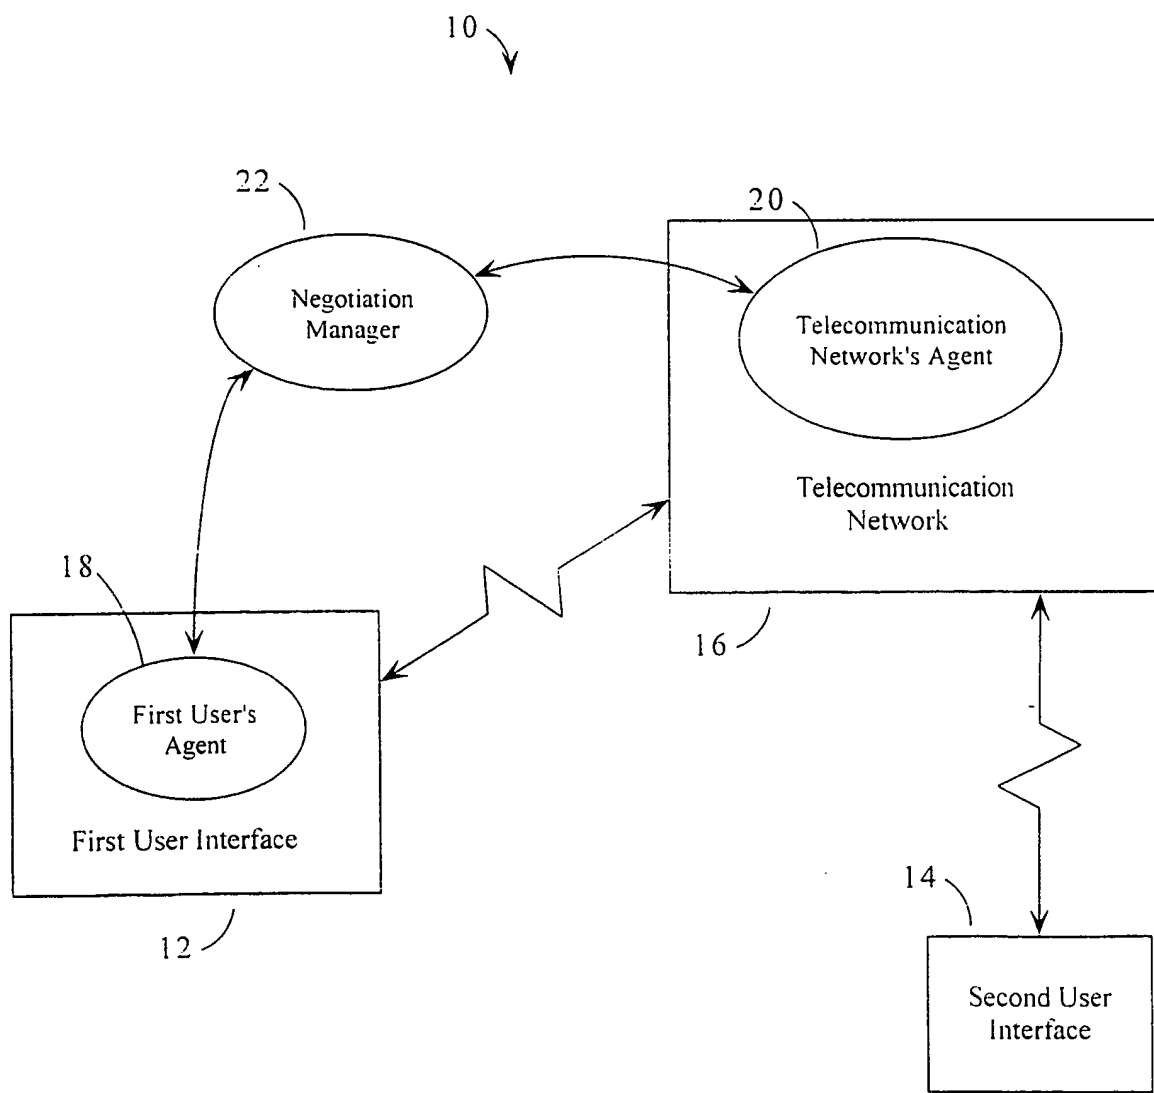 10
22
20
Negotiation
Manager
Telecommunication
Network's Agent
Telecommunication
Network
18
16
First User's
Agent
First User Interface
14
12
Second User
Interface